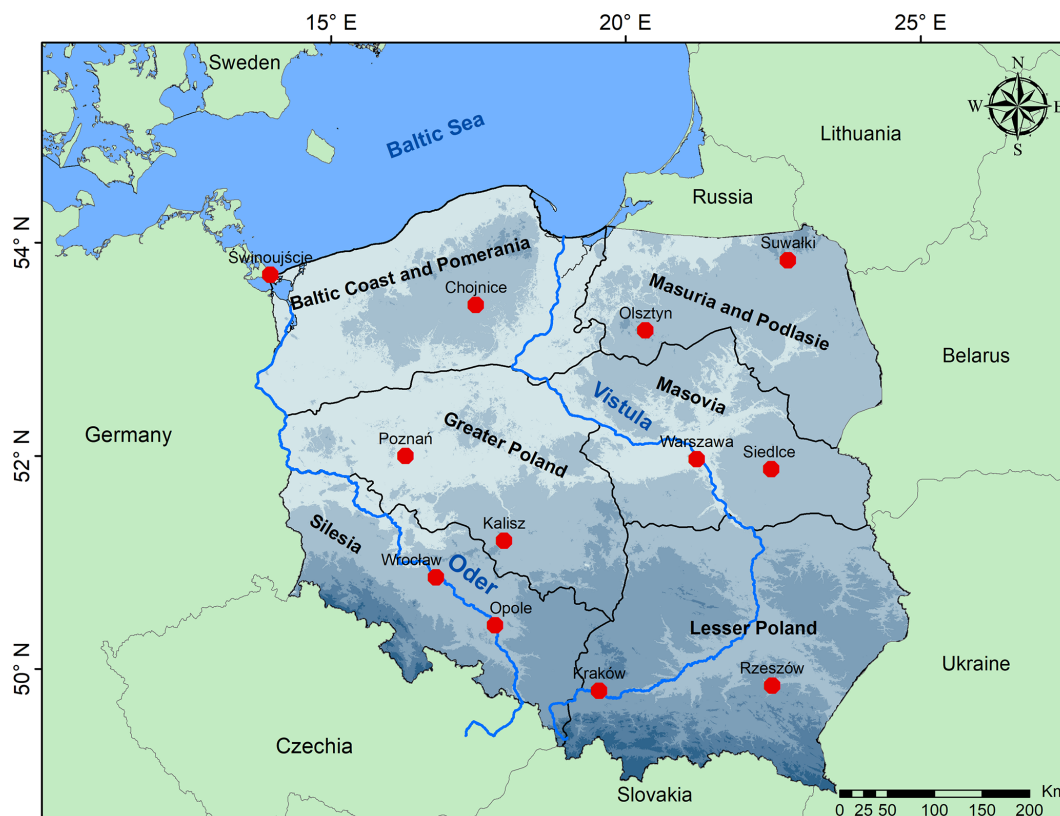 15° E
20° E
25° E
Sweden
N
W
E
S
Baltic Sea
Lithuania
Russia
54° N
Świnoujście
Suwałki
Baltic Coast and Pomerania
Chojnice
Masuria and Podlasie
Olsztyn
Belarus
Vistula
Masovia
Germany
52° N
Poznań
Greater Poland
Warszawa
Siedlce
Silesia
Kalisz
Wrocław
Oder
Opole
Lesser Poland
50° N
Kraków
Rzeszów
Ukraine
Czechia
Slovakia
Km
0 25 50 100 150 200